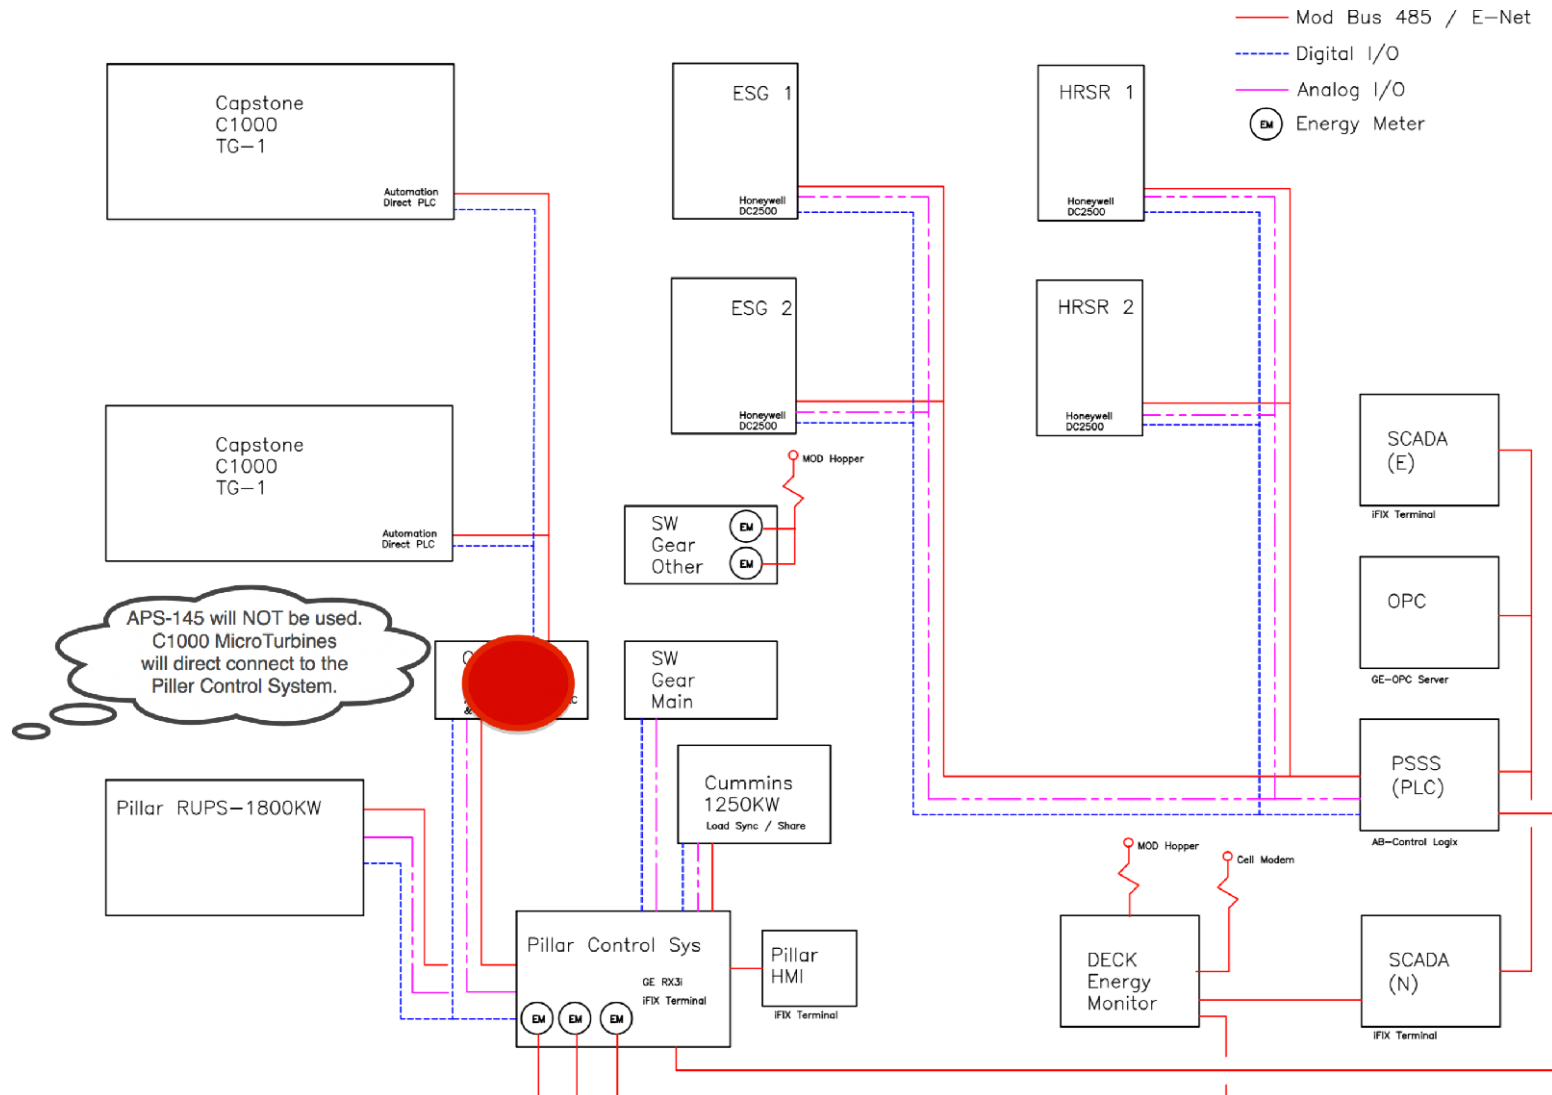 Mod Bus 485 / E-Net
Digital I/O
Analog I/O
EM
Energy Meter
Capstone
C1000
TG-1
Automation
Direct PLC
ESG 1
Honeywell
DC2500
HRSR 1
Honeywell
DC2500
ESG 2
Honeywell
DC2500
HRSR 2
Honeywell
DC2500
Capstone
C1000
TG-1
Automation
Direct PLC
MOD Hopper
SW
Gear
Other
EM
EM
SCADA
(E)
iFIX Terminal
OPC
GE-OPC Server
APS-145 will NOT be used.
C1000 MicroTurbines
will direct connect to the
Piller Control System.
&
SW
Gear
Main
Cummins
1250KW
Load Sync / Share
PSSS
(PLC)
AB-Control Logix
Pillar RUPS-1800KW
MOD Hopper
Cell Modem
Pillar Control Sys
GE RX3i
iFIX Terminal
EM
EM
EM
Pillar
HMI
iFIX Terminal
DECK
Energy
Monitor
SCADA
(N)
iFIX Terminal